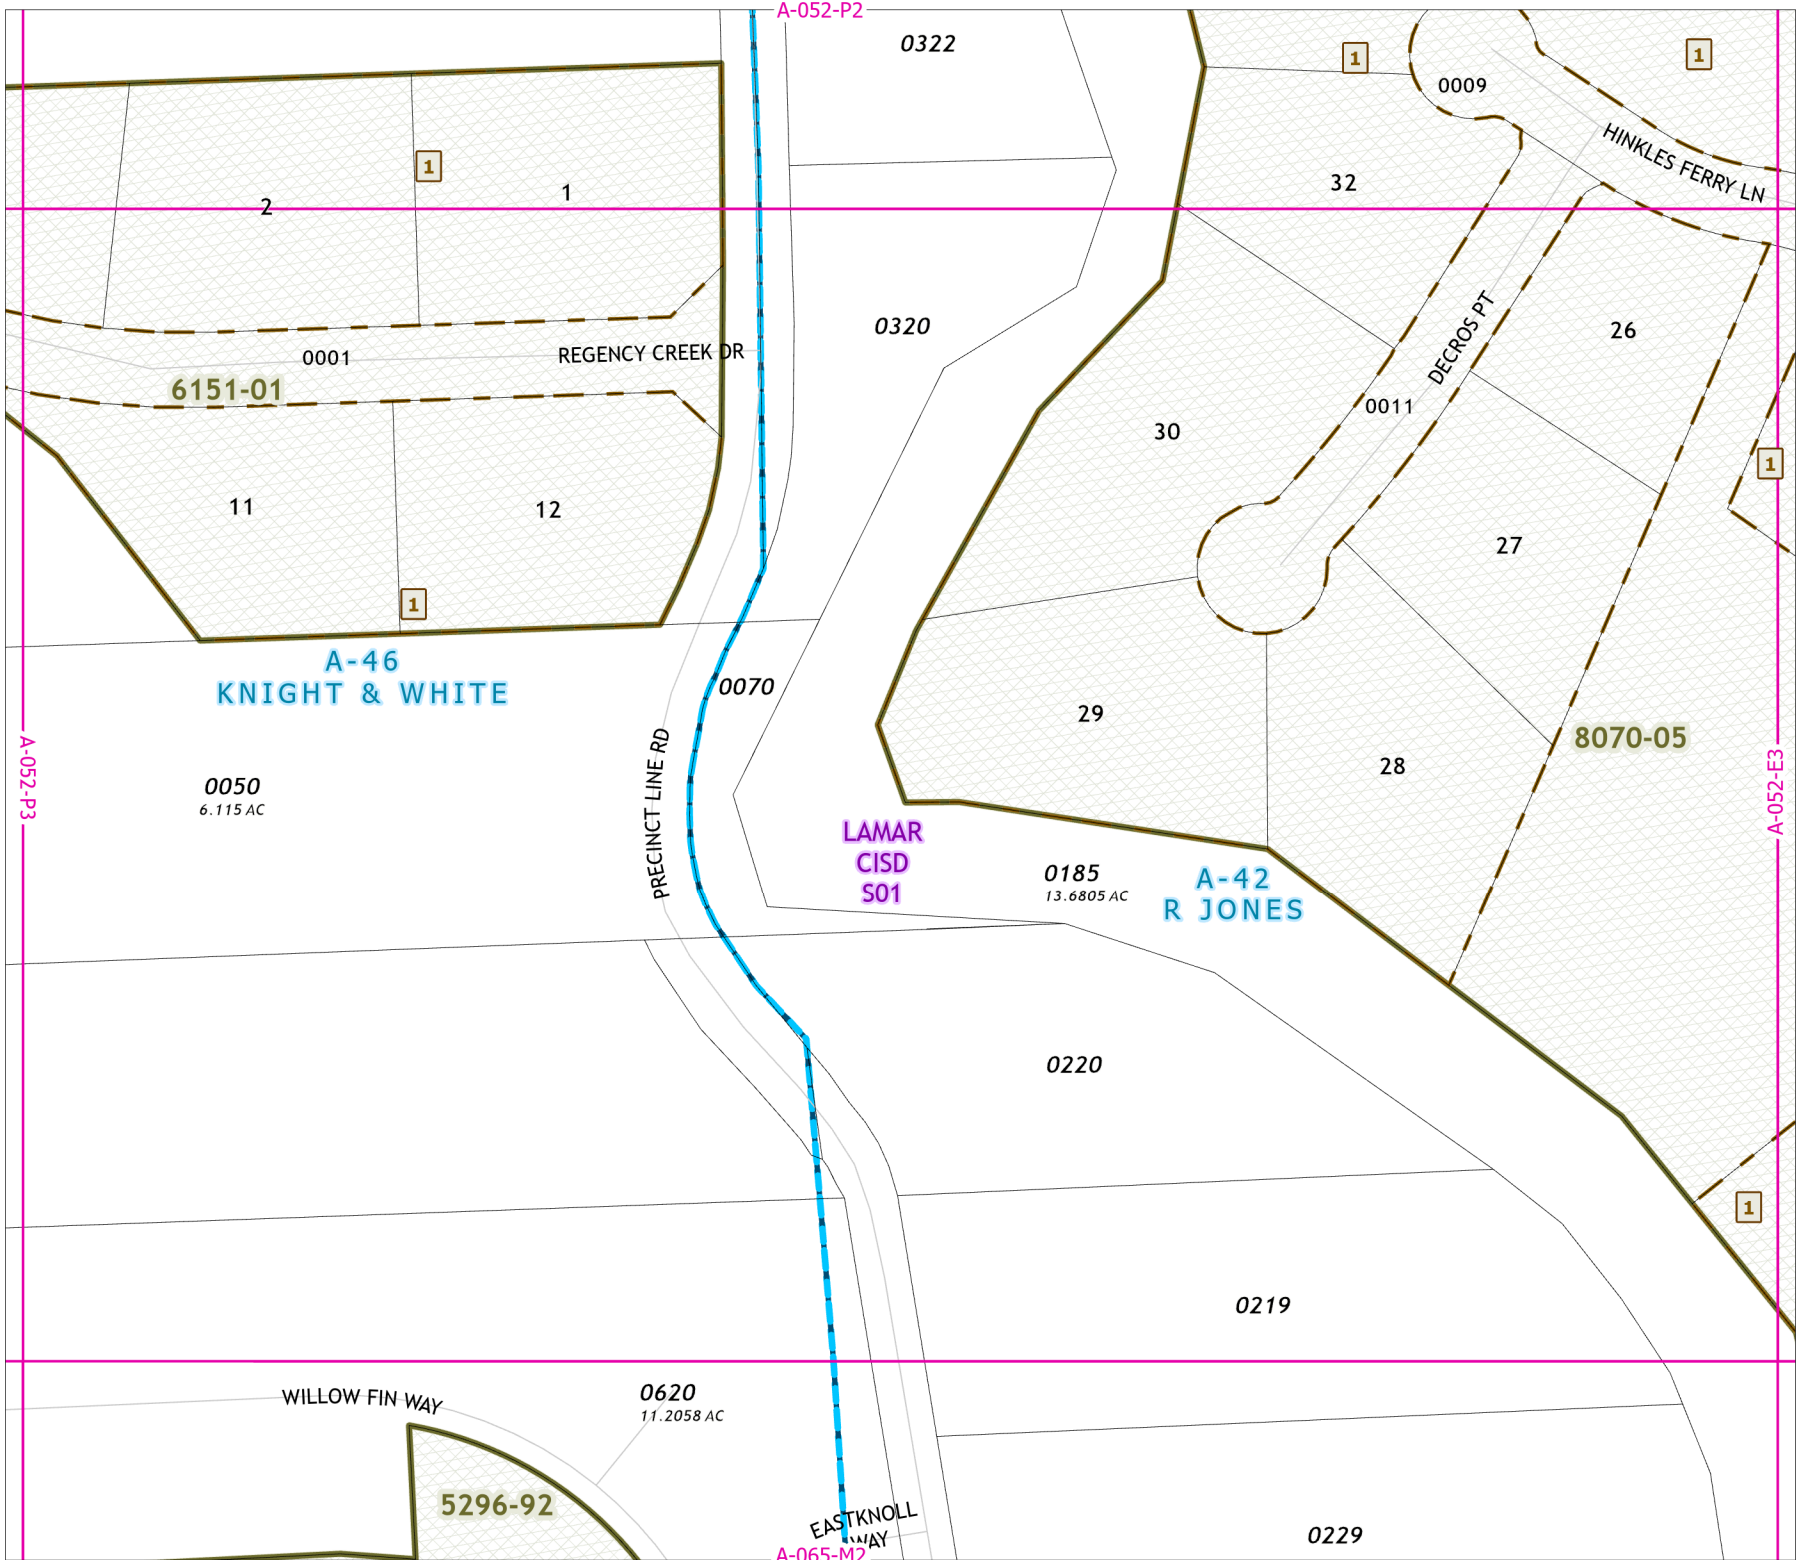 A-052-P2
0322
1
1
0009
HINKLES FERRY LN
1
2
1
32
0320
DECROS PT
26
0001
REGENCY CREEK DR
6151-01
0011
30
1
11
12
27
1
A-46
KNIGHT & WHITE
0070
29
8070-05
A-052-P3
PRECINCT LINE RD
28
A-052-E3
0050
6.115 AC
LAMAR
CISD
S01
0185
13.6805 AC
A-42
R JONES
0220
1
0219
WILLOW FIN WAY
0620
11.2058 AC
5296-92
EASTKNOLL
WAY
0229
A-065-M2